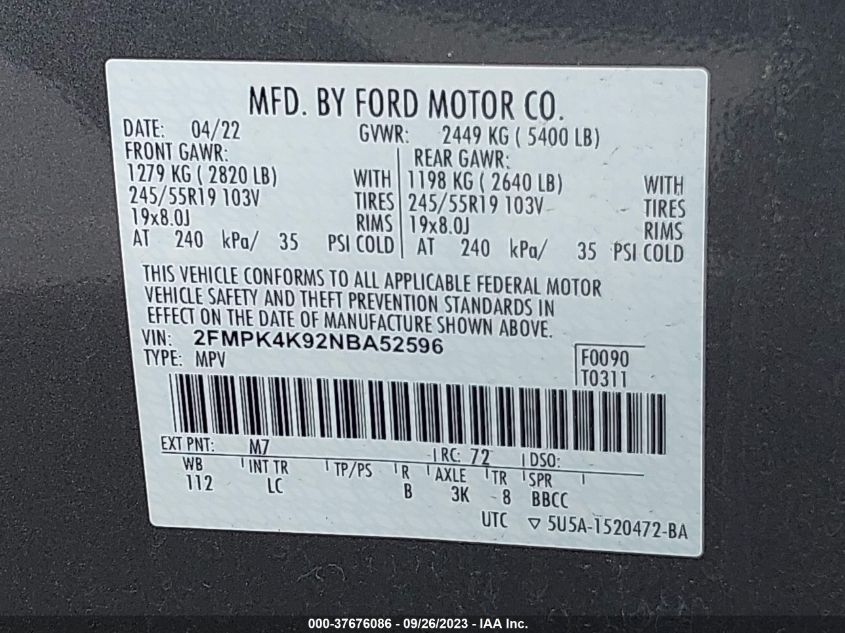 MFD. BY FORD MOTOR CO.
DATE: 04/22 GVWR: 2449 KG ( 5400 LB)
FRONT GAWR: REAR GAWR:
1279 KG ( 2820 LB) WITH 1198 KG ( 2640 LB) WITH
245/55R19 103V TIRES 245/55R19 103V TIRES
19x8.0J RIMS 19x8.0J RIMS
AT 240 kPa/ 35 PSI COLD AT 240 kPa/ 35 PSI COLD
THIS VEHICLE CONFORMS TO ALL APPLICABLE FEDERAL MOTOR
VEHICLE SAFETY AND THEFT PREVENTION STANDARDS IN
EFFECT ON THE DATE OF MANUFACTURE SHOWN ABOVE.
VIN: 2FMPK4K92NBA52596
TYPE: MPV F0090
T0311
EXT PNT: M7 RC: 72 DSO:
WB INT TR TP/PS R AXLE TR SPR
112 LC B 3K 8 BBCC
UTC ▽ 5U5A-1520472-BA
000-37676086 - 09/26/2023 - IAA Inc.